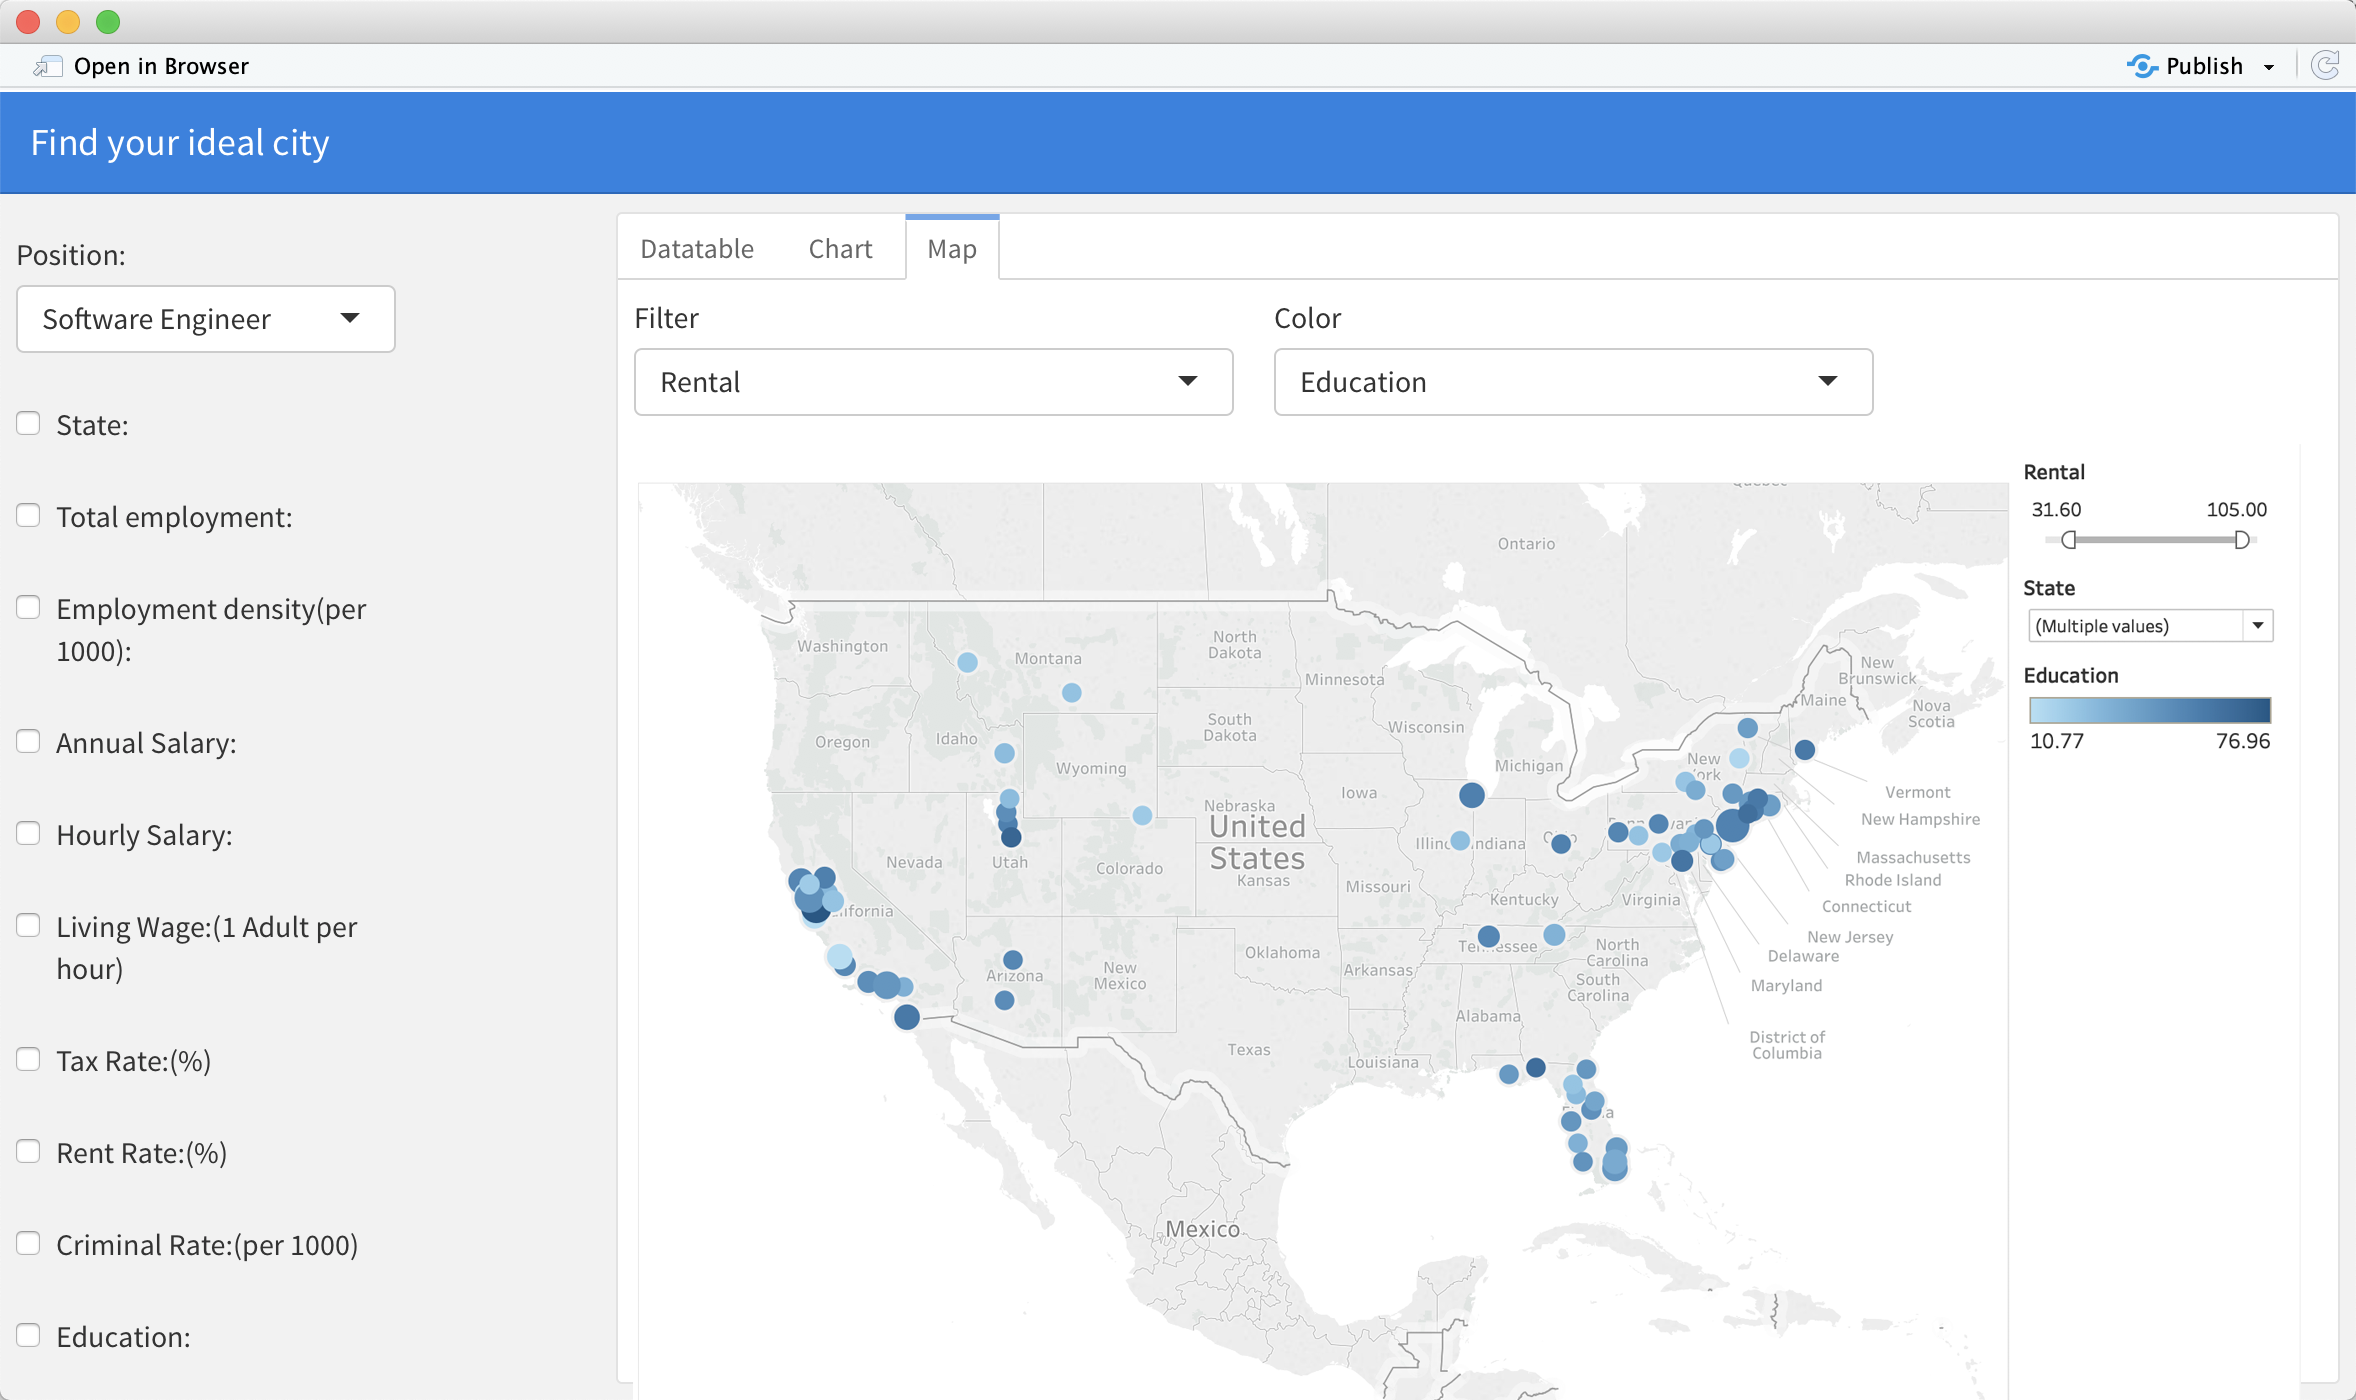 Open in Browser
Publish
Find your ideal city
Position:
Software Engineer
State:
Total employment:
Employment density(per
1000):
Annual Salary:
Hourly Salary:
Living Wage:(1 Adult per
hour)
Tax Rate:(%)
Rent Rate:(%)
Criminal Rate:(per 1000)
Education:
Datatable
Chart
Map
Filter
Color
Rental
Education
Ontario
Washington
Montana
North
Dakota
Minnesota
Oregon
Idaho
South
Dakota
Wisconsin
Wyoming
Michigan
New
Brunswick
Maine
Nova
Scotia
New
Iowa
Nebraska
United
States
Kansas
Nevada
Utah
Colorado
Missouri
Kentucky
Virginia
Oklahoma
Arkansas
North
Carolina
South
Carolina
Arizona
New
Mexico
Alabama
Texas
Louisiana
Mexico
Vermont
New Hampshire
Massachusetts
Rhode Island
Connecticut
New Jersey
Delaware
Maryland
District of
Columbia
Rental
31.60 105.00
State
(Multiple values)
Education
10.77 76.96